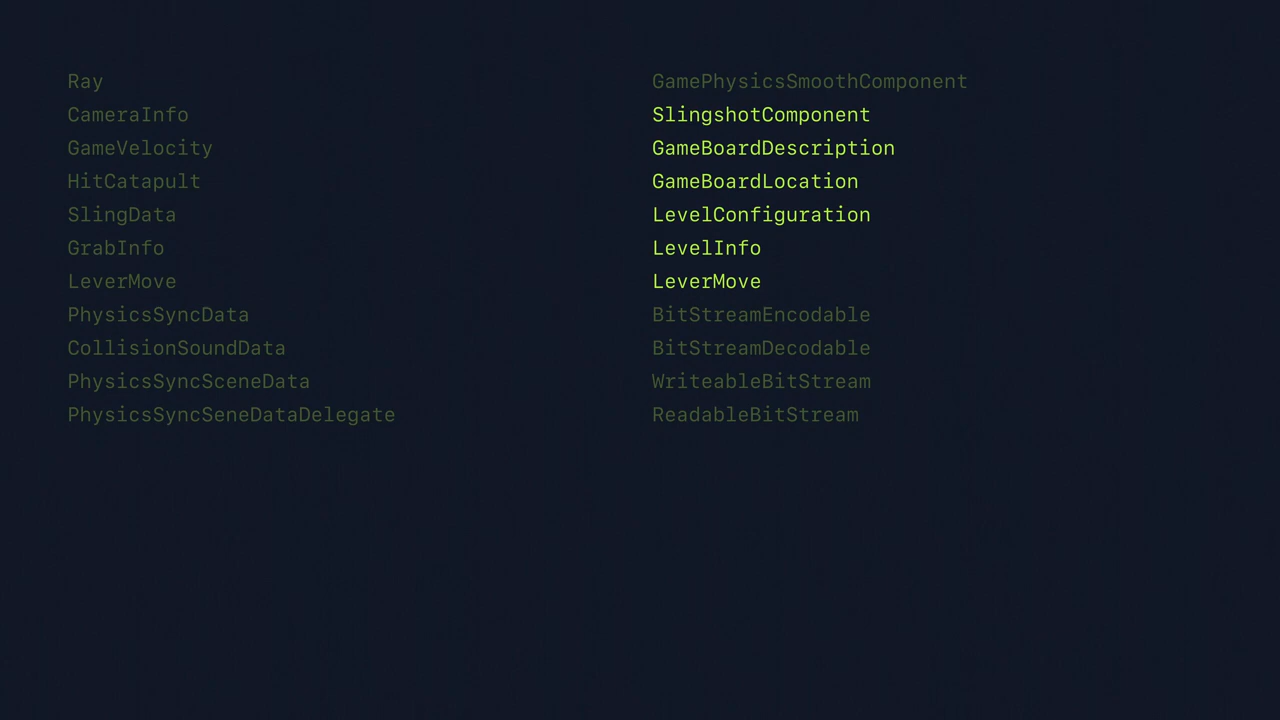 Ray
CameraInfo
GameVelocity
HitCatapult
SlingData
GrabInfo
LeverMove
PhysicsSyncData
CollisionSoundData
PhysicsSyncSceneData
PhysicsSyncSeneDataDelegate
GamePhysicsSmoothComponent
SlingshotComponent
GameBoardDescription
GameBoardLocation
LevelConfiguration
LevelInfo
LeverMove
BitStreamEncodable
BitStreamDecodable
WriteableBitStream
ReadableBitStream